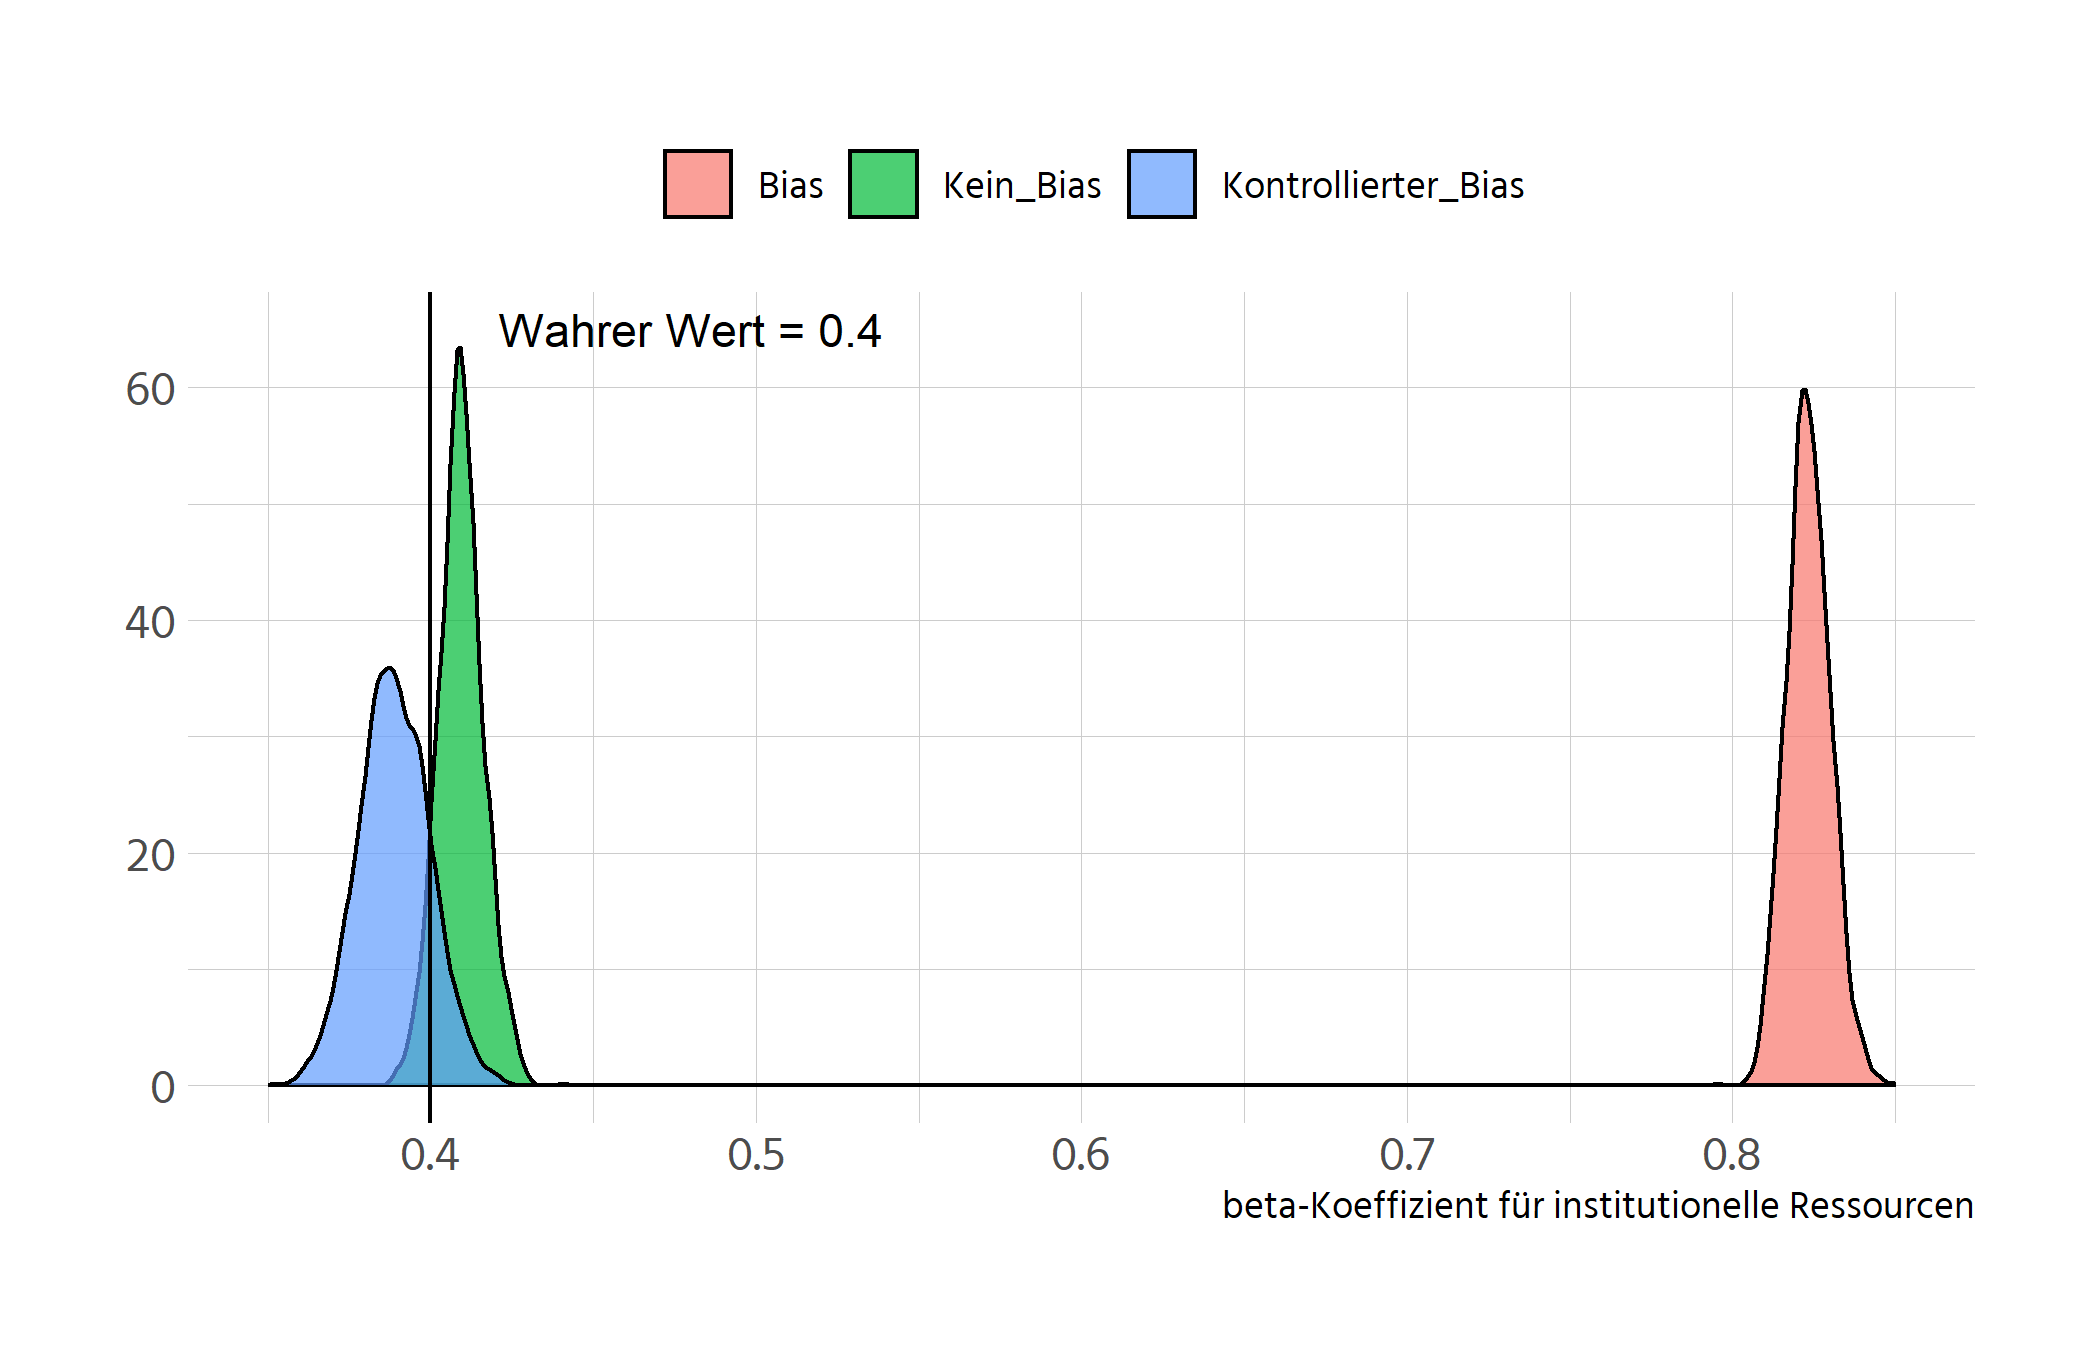 Bias Kein_Bias Kontrollierter_Bias
Wahrer Wert = 0.4
60
40
20
0
0.4 0.5 0.6 0.7 0.8
beta-Koeffizient für institutionelle Ressourcen